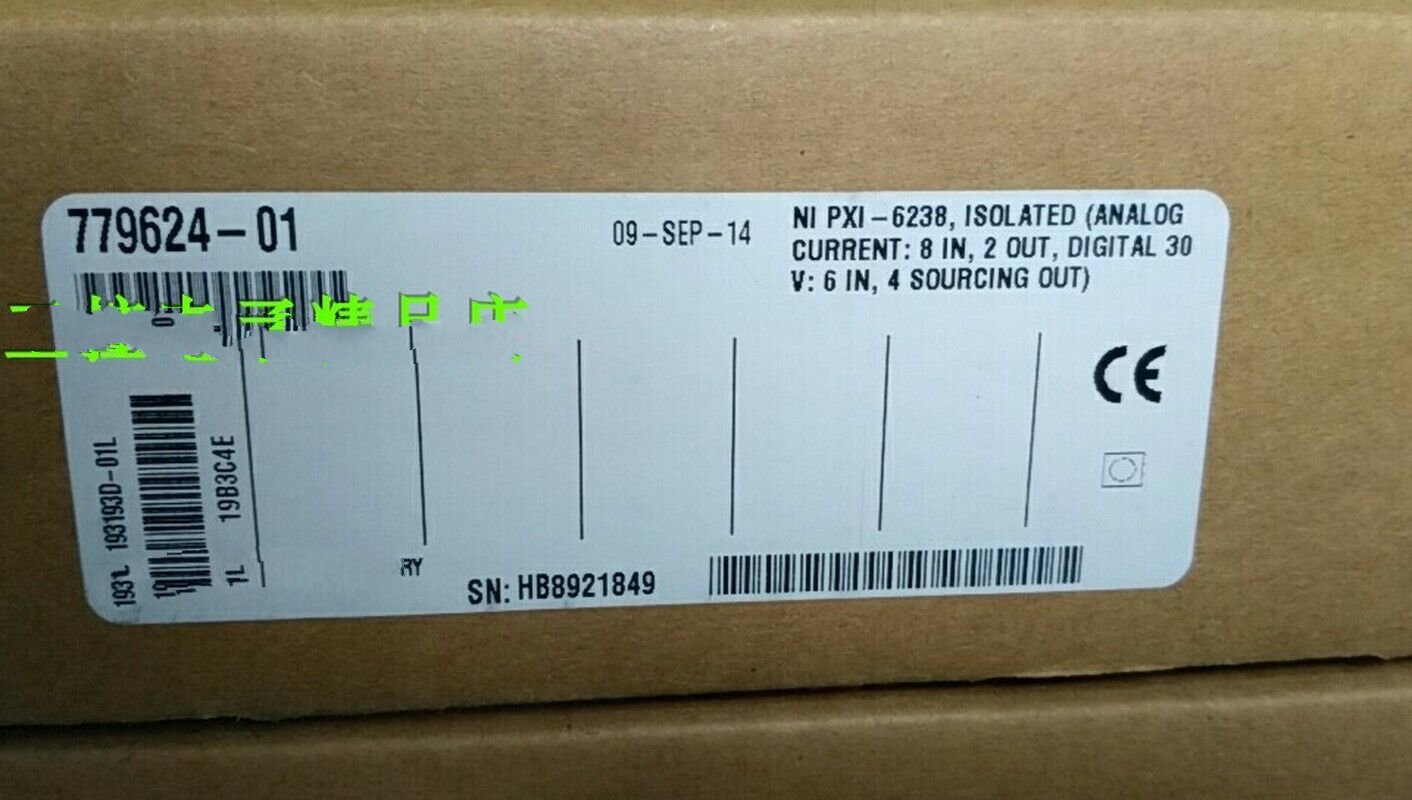 779624-01
09-SEP-14
NI PXI-6238, ISOLATED (ANALOG
CURRENT: 8 IN, 2 OUT, DIGITAL 30
V: 6 IN, 4 SOURCING OUT)
CE
193193D-01L
1L 19B3C4E
RY
SN: HB8921849